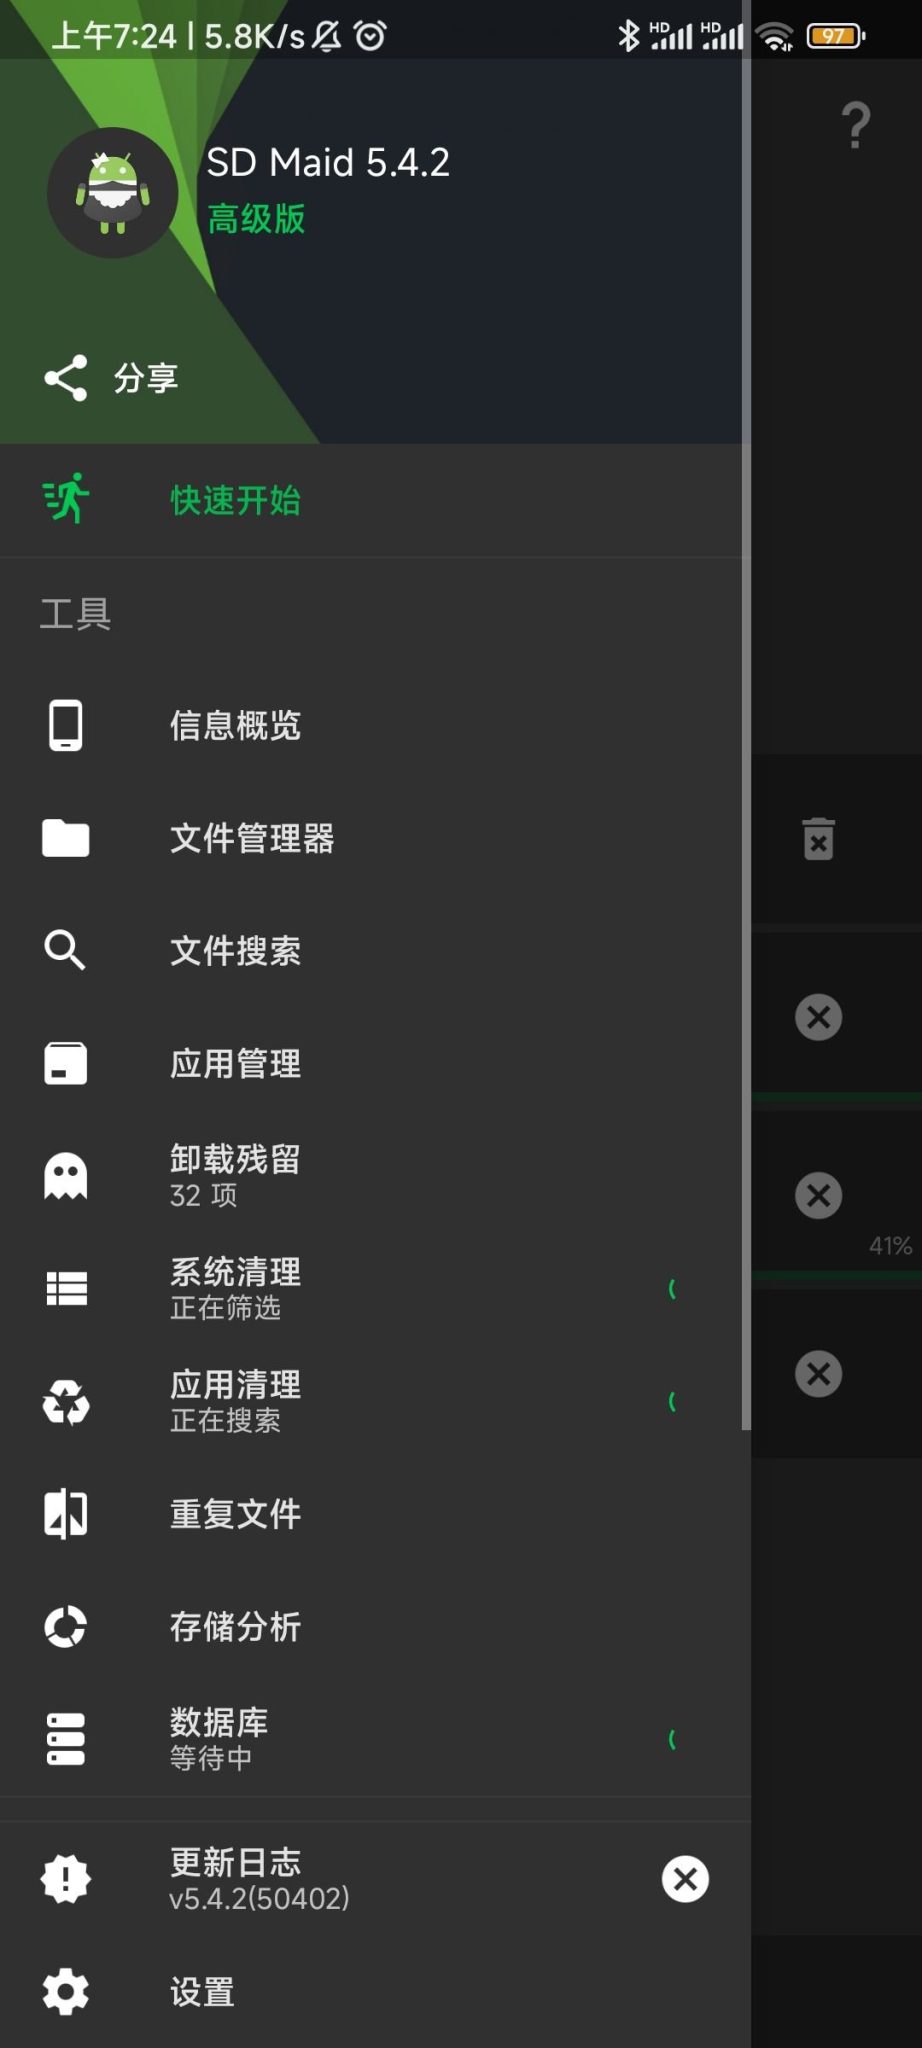 上午7:24 | 5.8K/s HD HD 97
SD Maid 5.4.2
高级版
?
分享
快速开始
工具
信息概览
文件管理器
文件搜索
应用管理
卸载残留
32 项
41%
系统清理
正在筛选
应用清理
正在搜索
重复文件
存储分析
数据库
等待中
更新日志
v5.4.2(50402)
设置